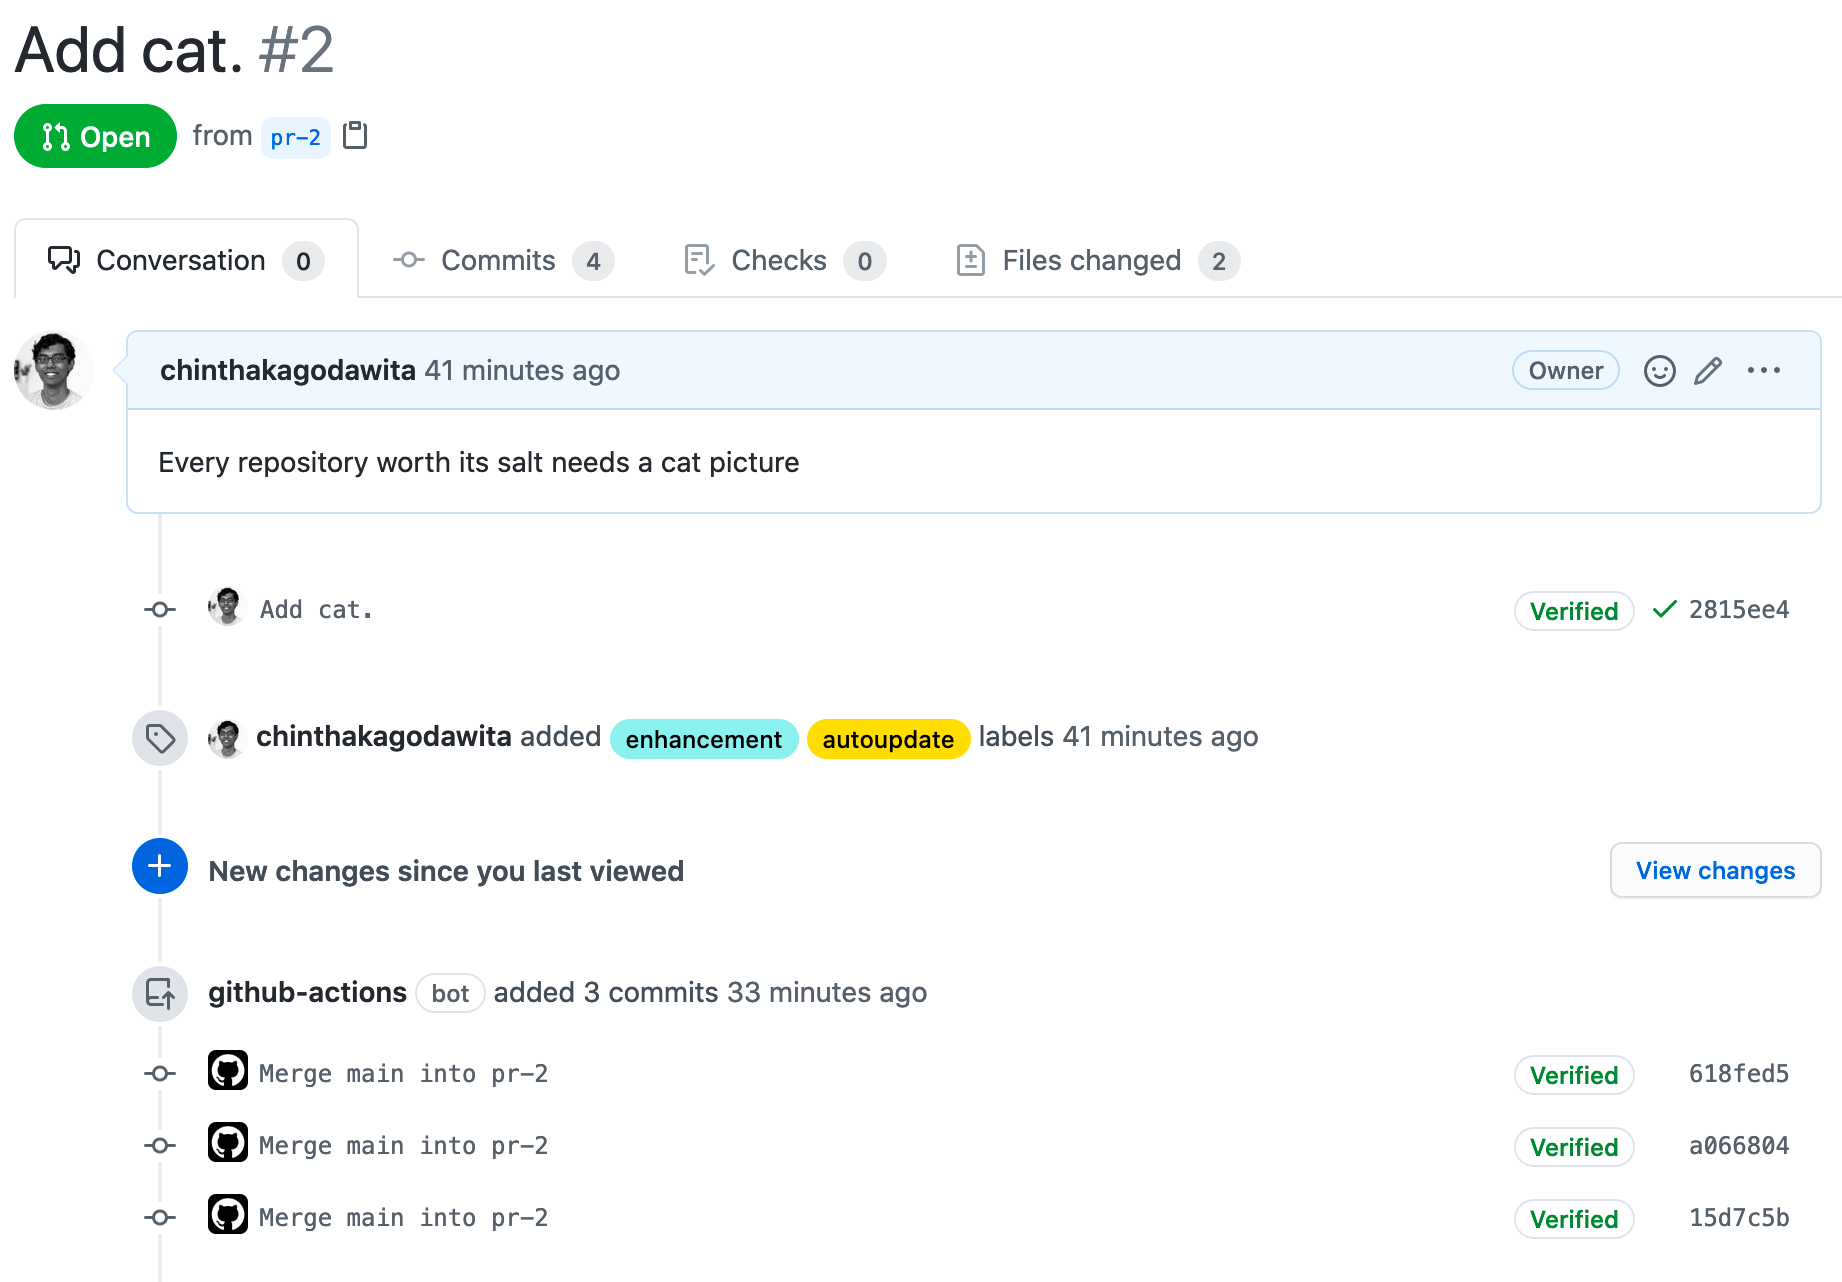 Add cat. #2
Open from pr-2
Conversation 0 Commits 4 Checks 0 Files changed 2
chinthakagodawita 41 minutes ago Owner
Every repository worth its salt needs a cat picture
Add cat. Verified 2815ee4
chinthakagodawita added enhancement autoupdate labels 41 minutes ago
New changes since you last viewed View changes
github-actions bot added 3 commits 33 minutes ago
Merge main into pr-2 Verified 618fed5
Merge main into pr-2 Verified a066804
Merge main into pr-2 Verified 15d7c5b